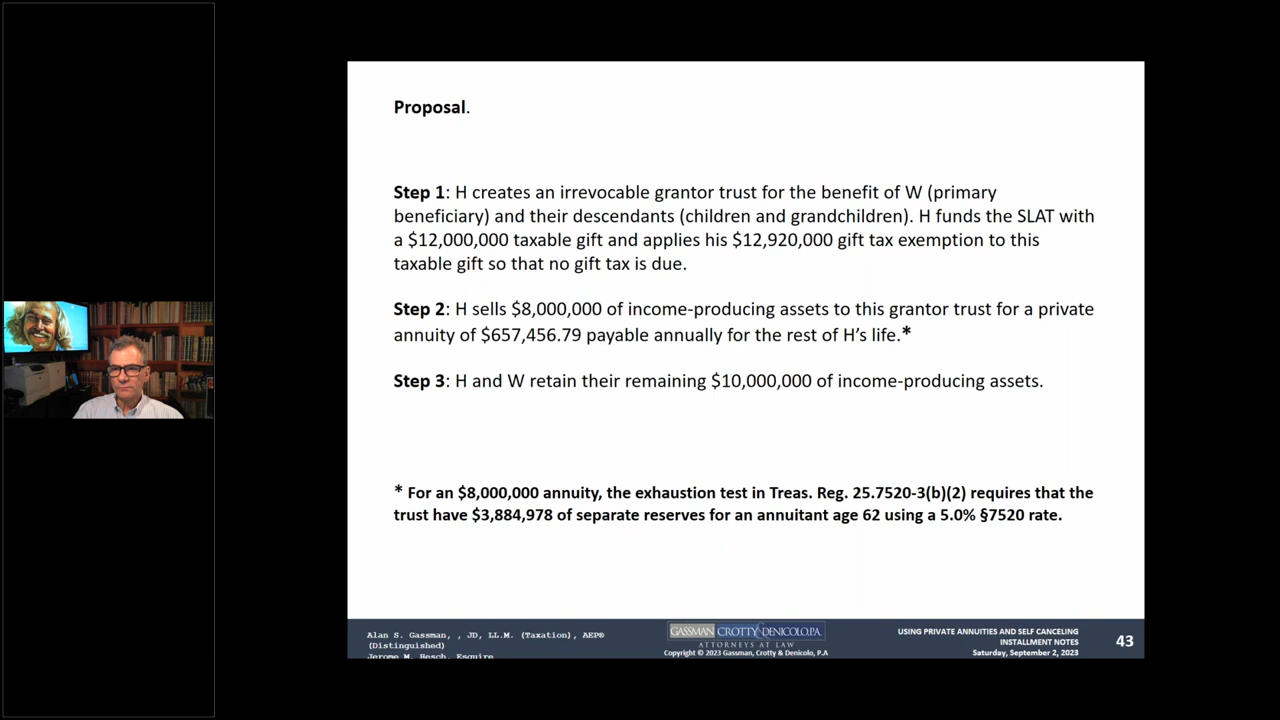 Proposal.
Step 1: H creates an irrevocable grantor trust for the benefit of W (primary
beneficiary) and their descendants (children and grandchildren). H funds the SLAT with
a $12,000,000 taxable gift and applies his $12,920,000 gift tax exemption to this
taxable gift so that no gift tax is due.
Step 2: H sells $8,000,000 of income-producing assets to this grantor trust for a private
annuity of $657,456.79 payable annually for the rest of H’s life.*
Step 3: H and W retain their remaining $10,000,000 of income-producing assets.
* For an $8,000,000 annuity, the exhaustion test in Treas. Reg. 25.7520-3(b)(2) requires that the
trust have $3,884,978 of separate reserves for an annuitant age 62 using a 5.0% §7520 rate.
Alan S. Gassman, , JD, LL.M. (Taxation), AEP®
(Distinguished)
Jerome M. Hesch, Esquire
GASSMAN CROTTY & DENICOLO, P.A.
ATTORNEYS AT LAW
Copyright © 2023 Gassman, Crotty & Denicolo, P.A
USING PRIVATE ANNUITIES AND SELF CANCELING
INSTALLMENT NOTES
Saturday, September 2, 2023
43